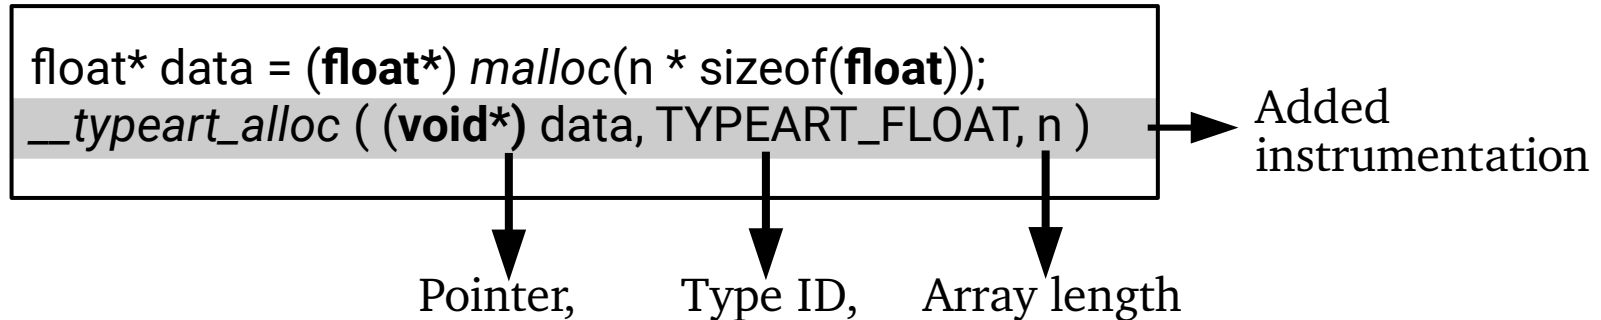 float* data = (float*) malloc(n * sizeof(float));
__typeart_alloc ( (void*) data, TYPEART_FLOAT, n )
Added
instrumentation
Pointer, Type ID, Array length